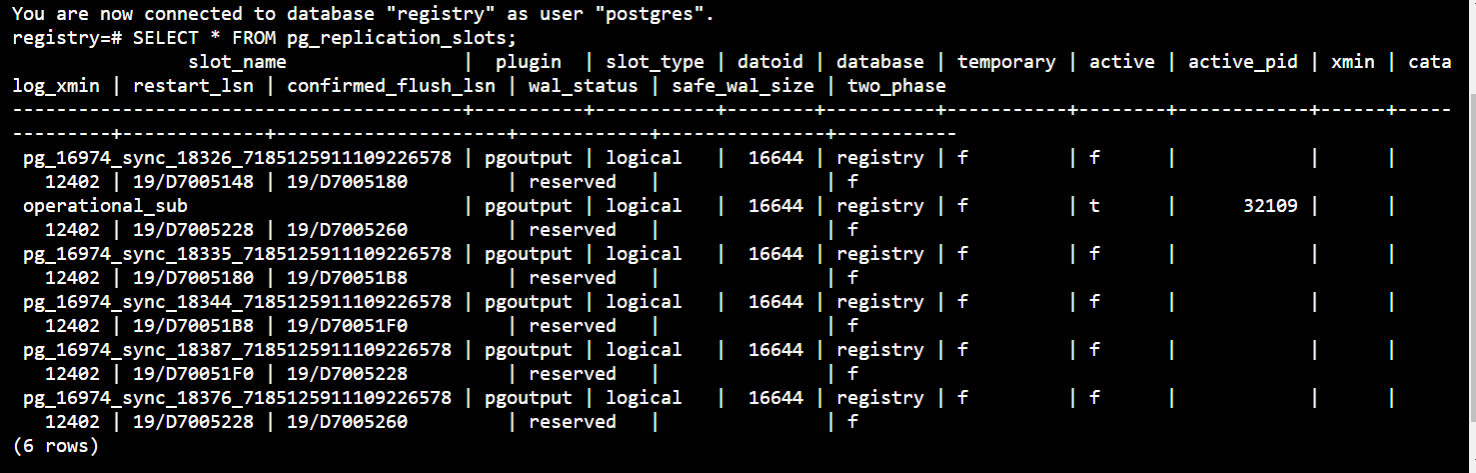 You are now connected to database "registry" as user "postgres".
registry=# SELECT * FROM pg_replication_slots;
                slot_name                |  plugin  | slot_type | datoid | database | temporary | active | active_pid | xmin | cata
log_xmin | restart_lsn | confirmed_flush_lsn | wal_status | safe_wal_size | two_phase
-----------------------------------------+----------+-----------+--------+----------+-----------+--------+------------+------+-----
---------+-------------+---------------------+------------+---------------+-----------
 pg_16974_sync_18326_7185125911109226578 | pgoutput | logical   |  16644 | registry | f         | f      |            |      |
   12402 | 19/D7005148 | 19/D7005180         | reserved   |               | f
 operational_sub                         | pgoutput | logical   |  16644 | registry | f         | t      |      32109 |      |
   12402 | 19/D7005228 | 19/D7005260         | reserved   |               | f
 pg_16974_sync_18335_7185125911109226578 | pgoutput | logical   |  16644 | registry | f         | f      |            |      |
   12402 | 19/D7005180 | 19/D70051B8         | reserved   |               | f
 pg_16974_sync_18344_7185125911109226578 | pgoutput | logical   |  16644 | registry | f         | f      |            |      |
   12402 | 19/D70051B8 | 19/D70051F0         | reserved   |               | f
 pg_16974_sync_18387_7185125911109226578 | pgoutput | logical   |  16644 | registry | f         | f      |            |      |
   12402 | 19/D70051F0 | 19/D7005228         | reserved   |               | f
 pg_16974_sync_18376_7185125911109226578 | pgoutput | logical   |  16644 | registry | f         | f      |            |      |
   12402 | 19/D7005228 | 19/D7005260         | reserved   |               | f
(6 rows)